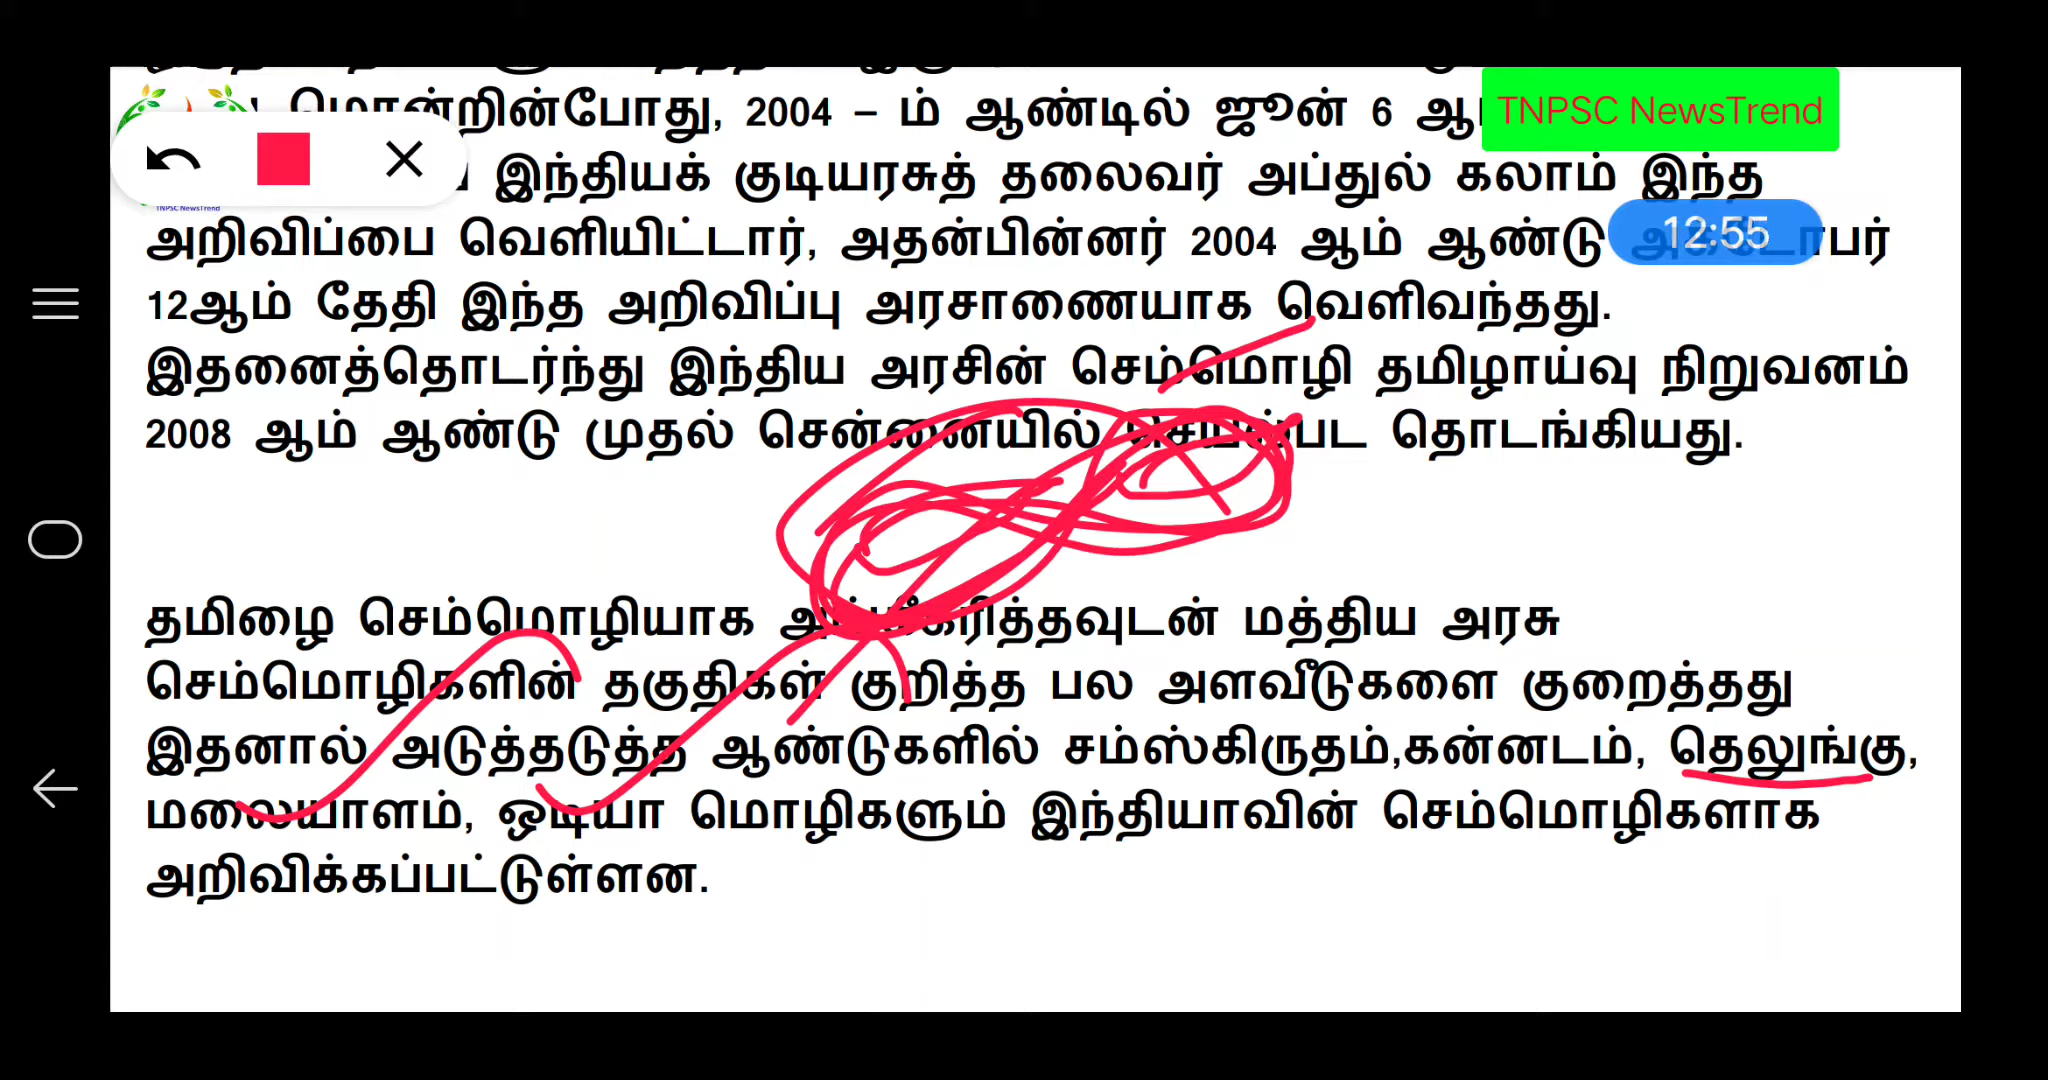 மொன்றின்போது, 2004 – ம் ஆண்டில் ஜூன் 6
TNPSC NewsTrend
இந்தியக் குடியரசுத் தலைவர் அப்துல் கலாம் இந்த
TNPSC NewsTrend
அறிவிப்பை வெளியிட்டார், அதன்பின்னர் 2004 ஆம் ஆண்டு
12:55
12ஆம் தேதி இந்த அறிவிப்பு அரசாணையாக வெளிவந்தது.
இதனைத்தொடர்ந்து இந்திய அரசின் செம்மொழி தமிழாய்வு நிறுவனம்
2008 ஆம் ஆண்டு முதல் சென்னையில் செயல்பட தொடங்கியது.
தமிழை செம்மொழியாக அங்கீகரித்தவுடன் மத்திய அரசு
செம்மொழிகளின் தகுதிகள் குறித்த பல அளவீடுகளை குறைத்தது
இதனால் அடுத்தடுத்த ஆண்டுகளில் சம்ஸ்கிருதம்,கன்னடம், தெலுங்கு,
மலையாளம், ஒடியா மொழிகளும் இந்தியாவின் செம்மொழிகளாக
அறிவிக்கப்பட்டுள்ளன.